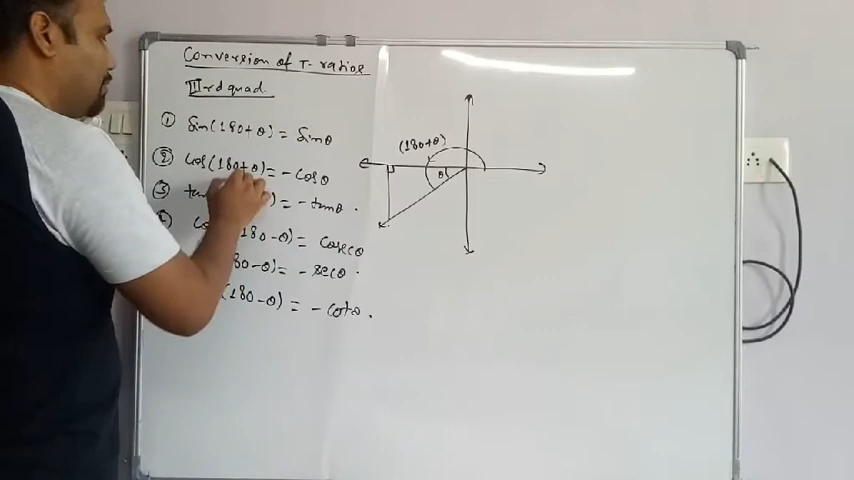 Conversion of T-ratios
IIIrd quad.
① Sin(180+θ) = Sinθ
② Cos(180+θ) = - Cosθ
③ = - tanθ.
180-θ) = Cosecθ
80-θ) = - secθ.
(180-θ) = - cotθ.
(180+θ)
θ